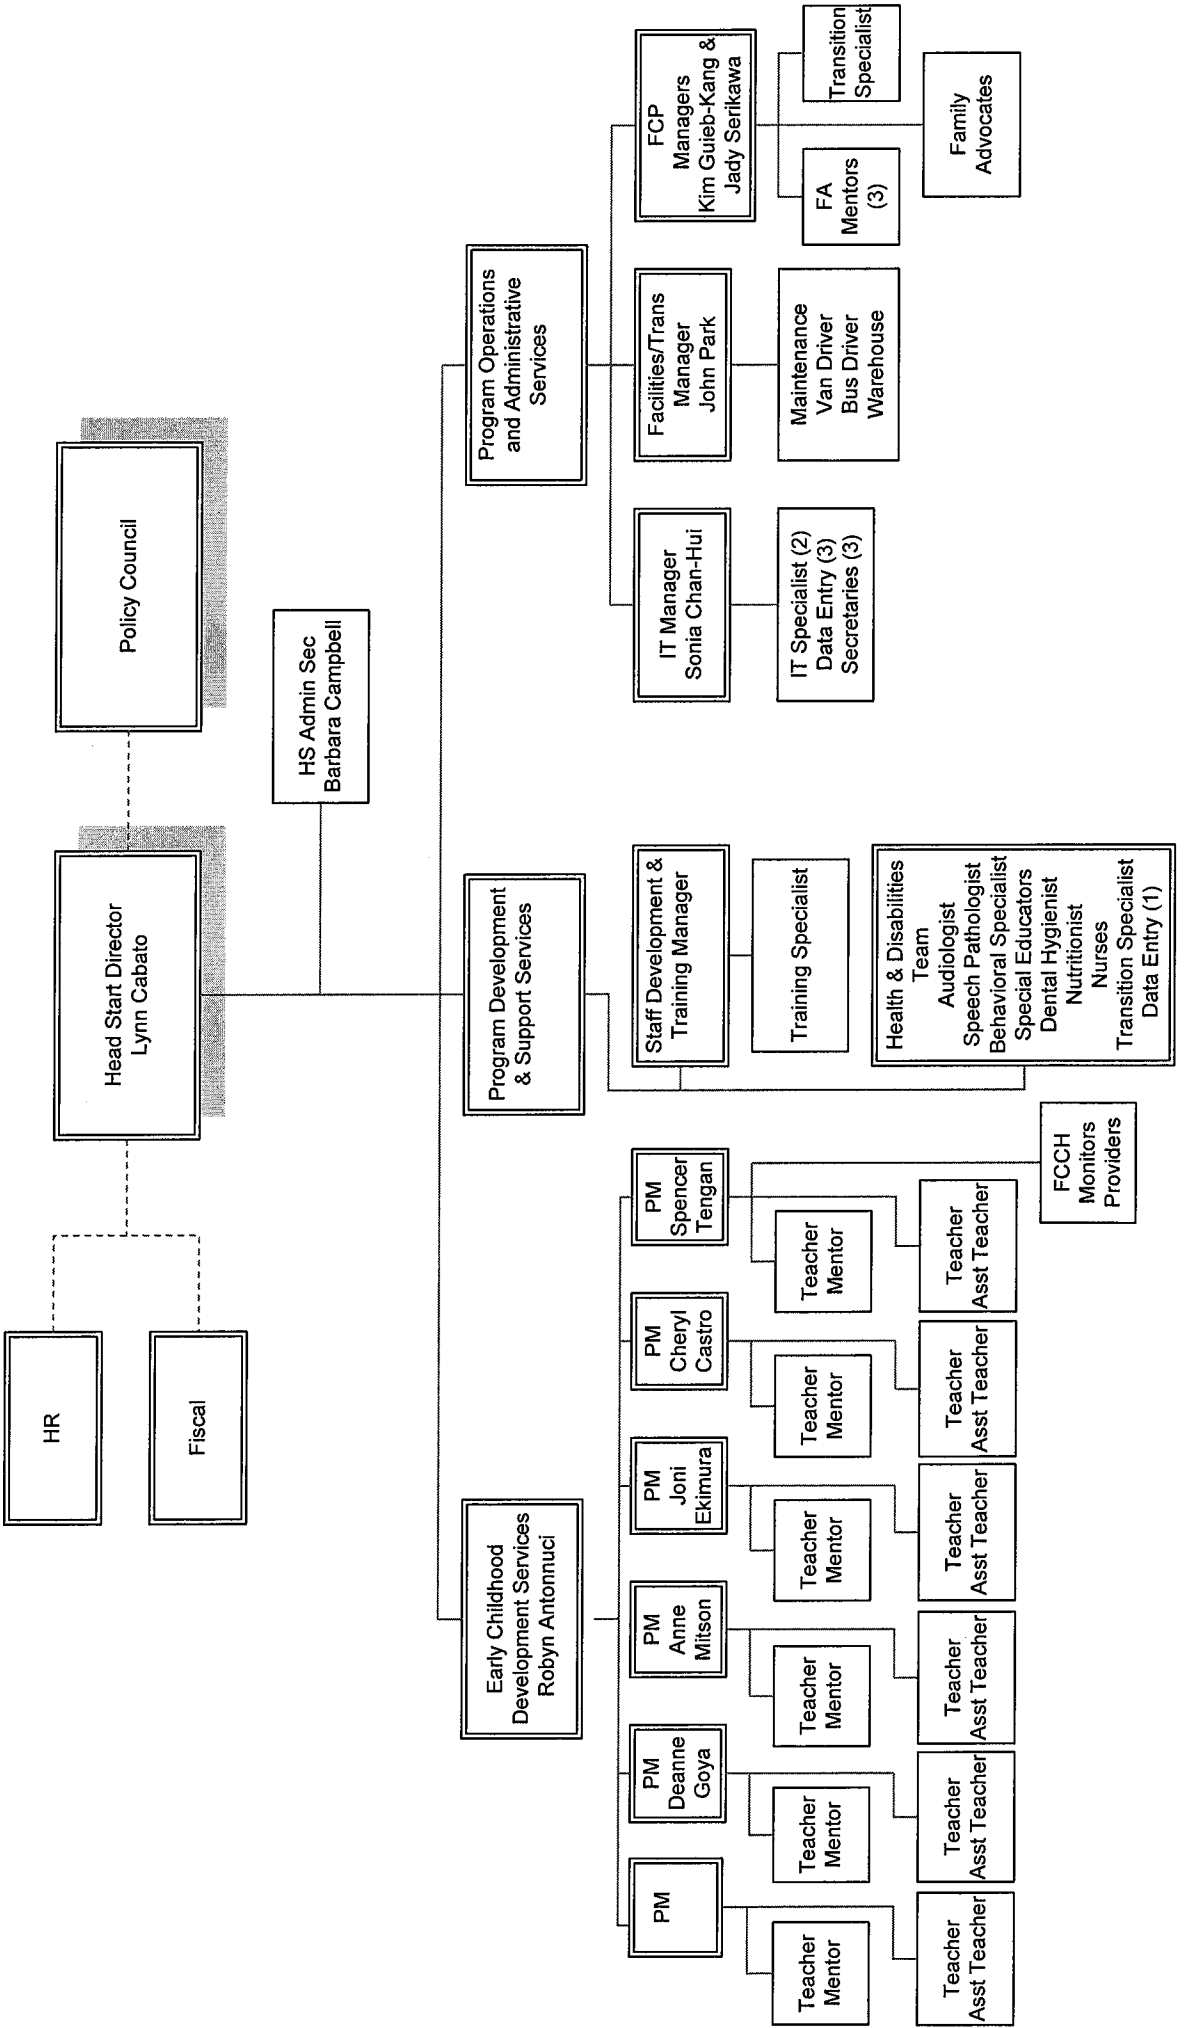 HR
Fiscal
Head Start Director
Lynn Cabato
Policy Council
HS Admin Sec
Barbara Campbell
Early Childhood
Development Services
Robyn Antonnuci
Program Development
& Support Services
Program Operations
and Administrative
Services
PM
PM
Deanne
Goya
PM
Anne
Mitson
PM
Joni
Ekimura
PM
Cheryl
Castro
PM
Spencer
Tengan
Teacher
Mentor
Teacher
Mentor
Teacher
Mentor
Teacher
Mentor
Teacher
Mentor
Teacher
Mentor
Teacher
Asst Teacher
Teacher
Asst Teacher
Teacher
Asst Teacher
Teacher
Asst Teacher
Teacher
Asst Teacher
Teacher
Asst Teacher
FCCH
Monitors
Providers
Staff Development &
Training Manager
Training Specialist
Health & Disabilities
Team
Audiologist
Speech Pathologist
Behavioral Specialist
Special Educators
Dental Hygienist
Nutritionist
Nurses
Transition Specialist
Data Entry (1)
IT Manager
Sonia Chan-Hui
IT Specialist (2)
Data Entry (3)
Secretaries (3)
Facilities/Trans
Manager
John Park
Maintenance
Van Driver
Bus Driver
Warehouse
FCP
Managers
Kim Guieb-Kang &
Jady Serikawa
FA
Mentors
(3)
Transition
Specialist
Family
Advocates